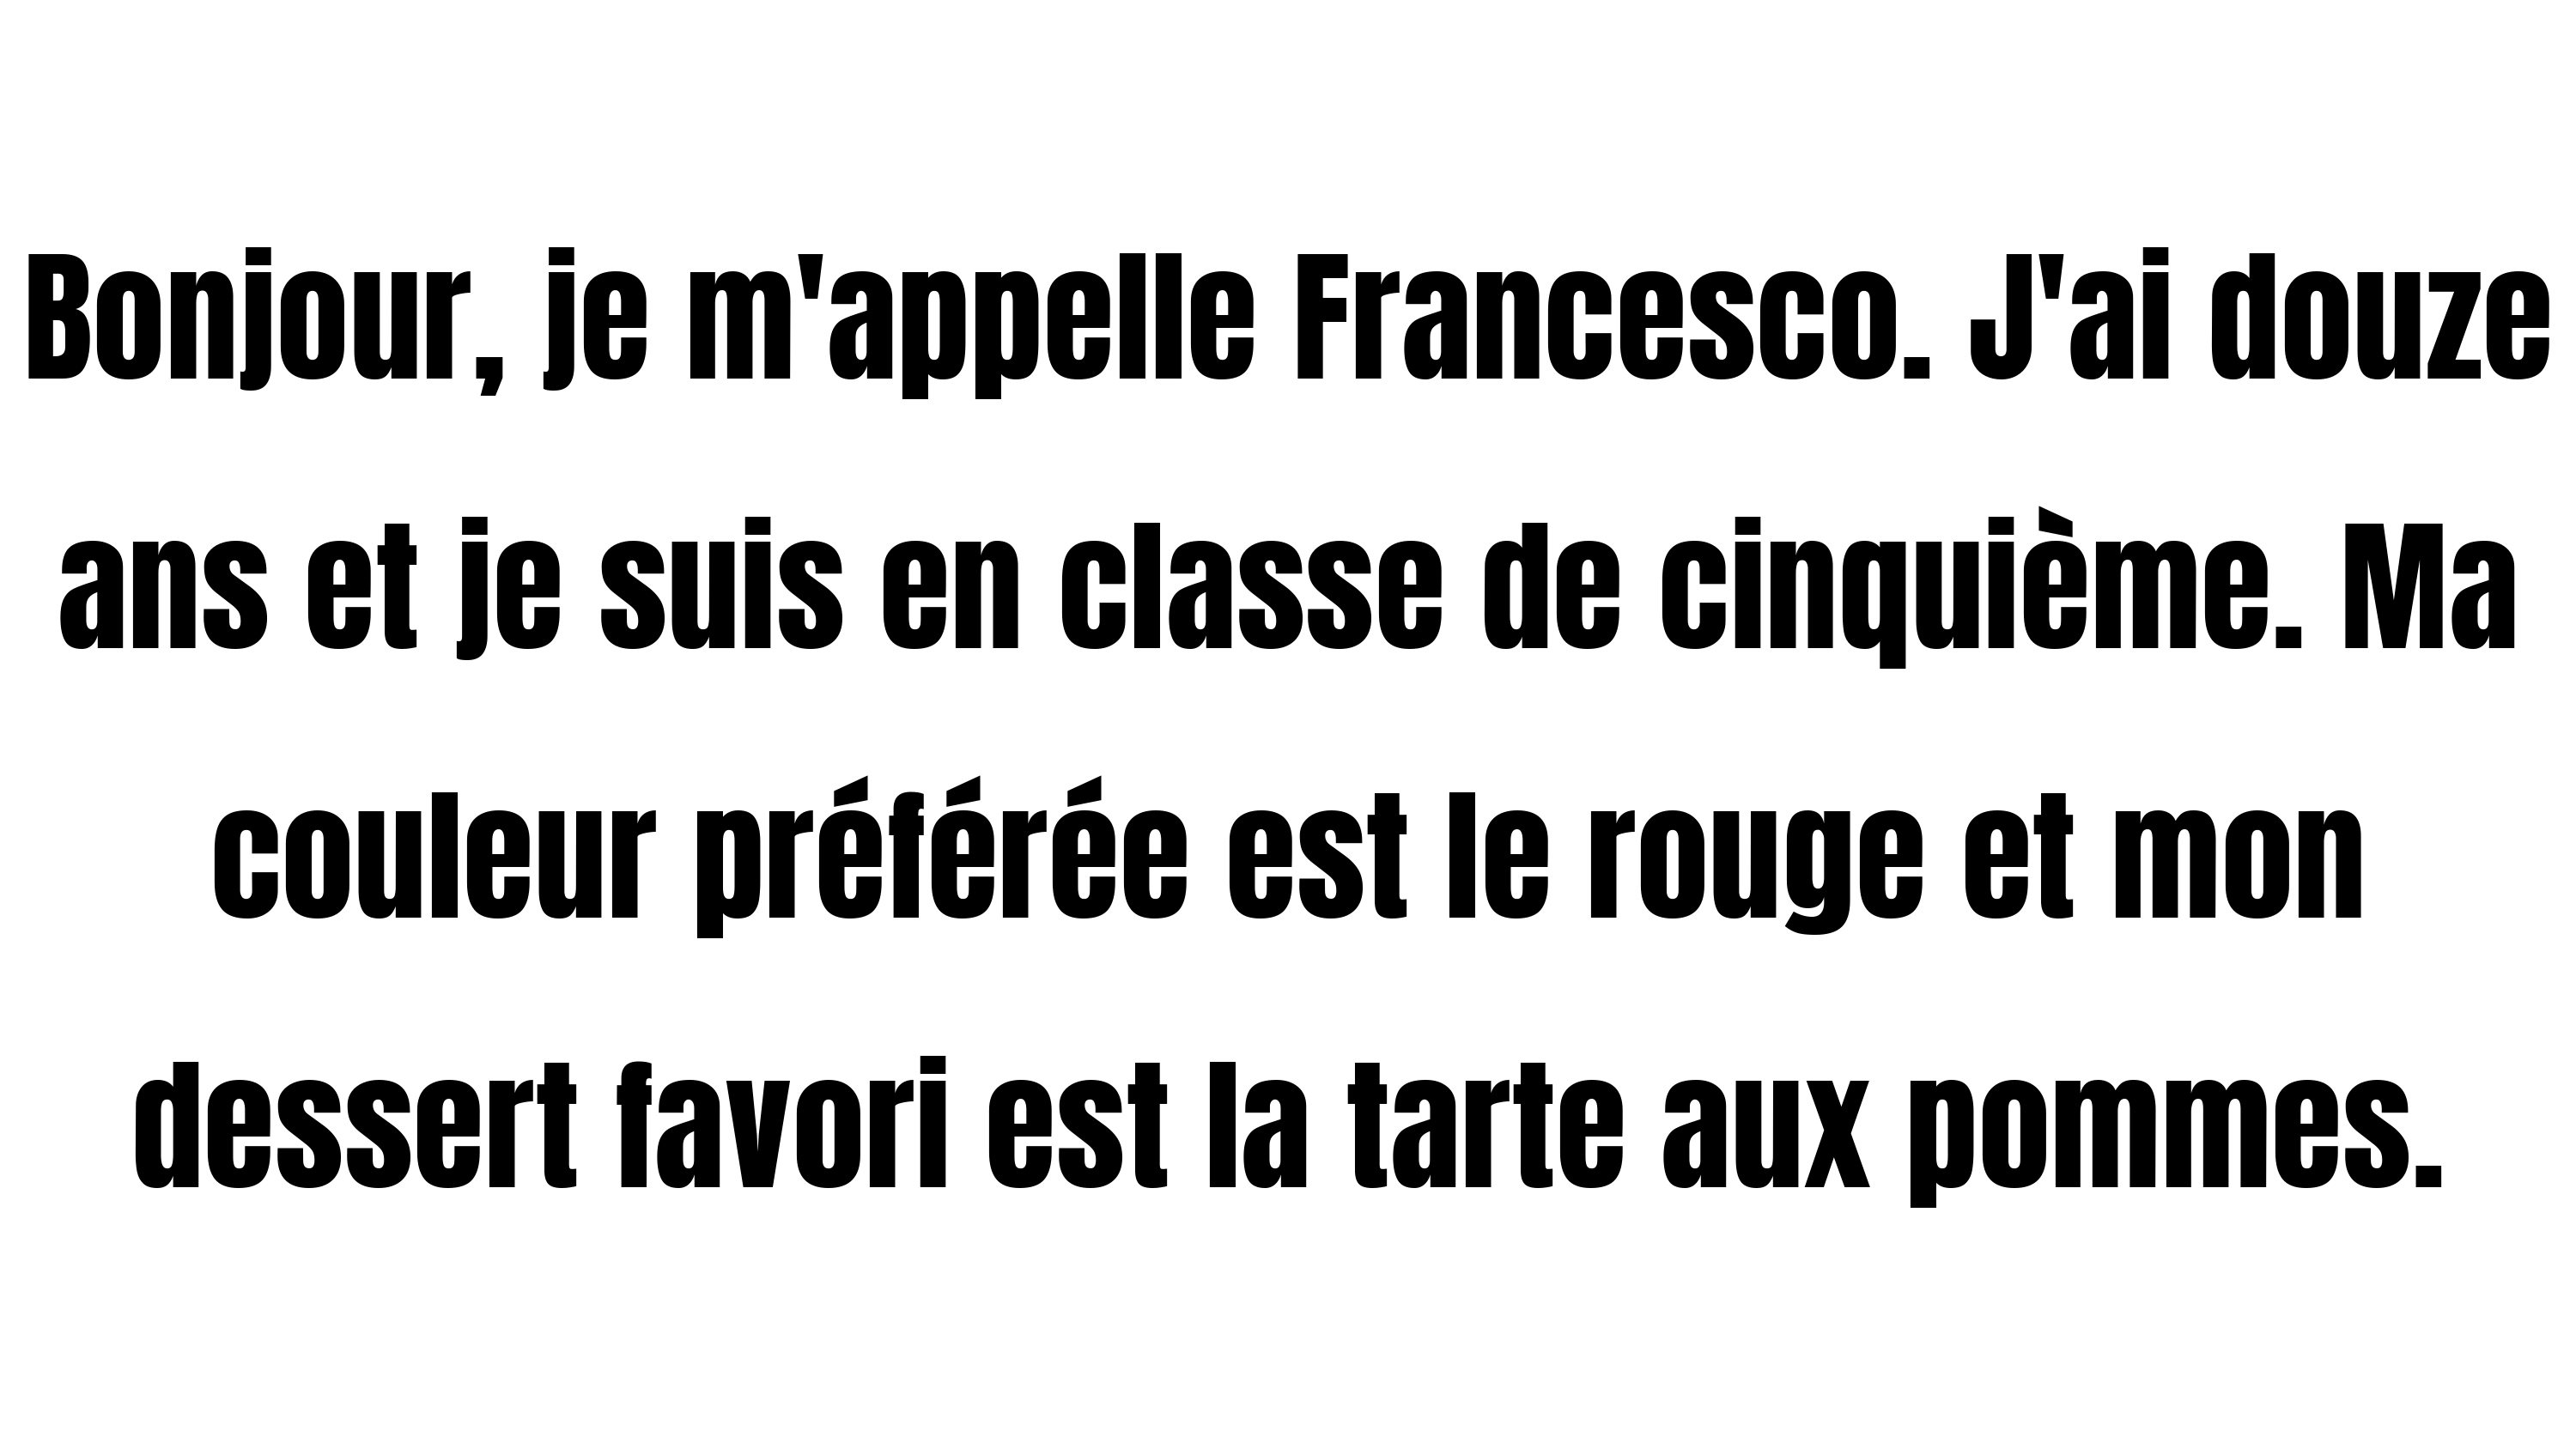 Bonjour, je m'appelle Francesco. J'ai douze
ans et je suis en classe de cinquième. Ma
couleur préférée est le rouge et mon
dessert favori est la tarte aux pommes.